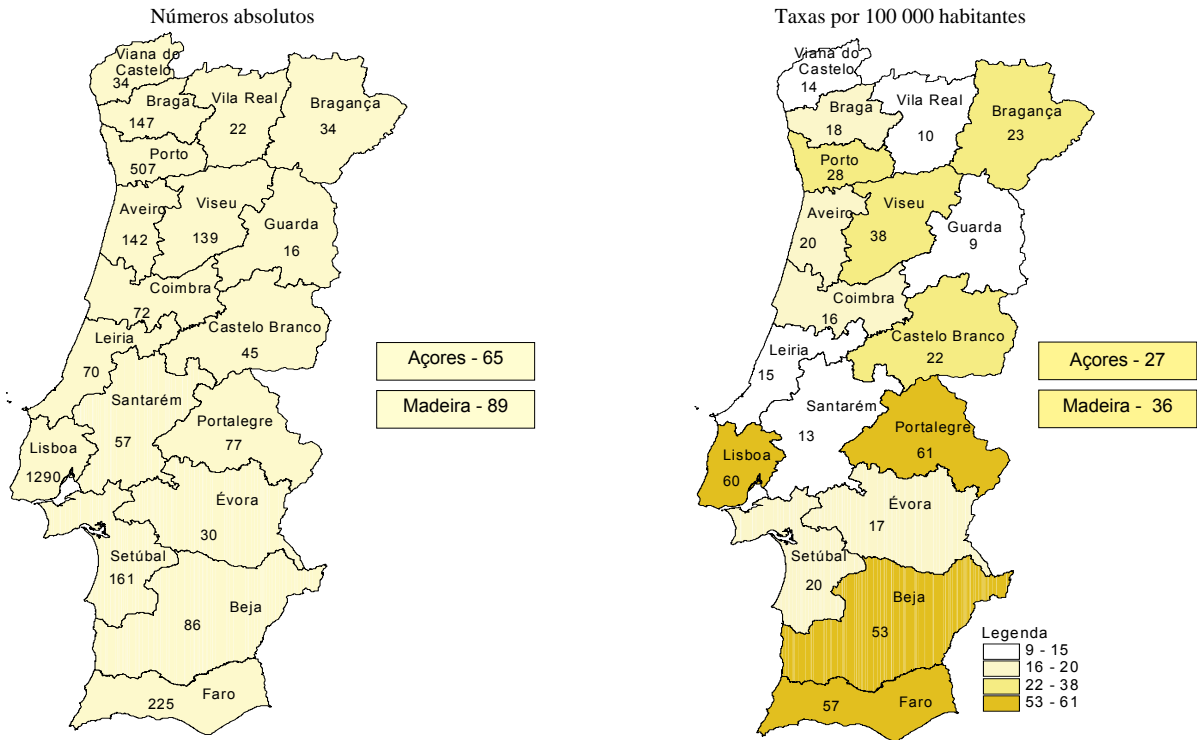 Números absolutos
Viana do
Castelo
34
Braga
147
Vila Real
22
Bragança
34
Porto
507
Aveiro
142
Viseu
139
Guarda
16
Coimbra
72
Leiria
70
Castelo Branco
45
Santarém
57
Portalegre
77
Lisboa
1290
Évora
30
Setúbal
161
Beja
86
Faro
225
Açores - 65
Madeira - 89
Taxas por 100 000 habitantes
Viana do
Castelo
14
Braga
18
Vila Real
10
Bragança
23
Porto
28
Aveiro
20
Viseu
38
Guarda
9
Coimbra
16
Leiria
15
Castelo Branco
22
Santarém
13
Portalegre
61
Lisboa
60
Évora
17
Setúbal
20
Beja
53
Faro
57
Açores - 27
Madeira - 36
Legenda
9 - 15
16 - 20
22 - 38
53 - 61